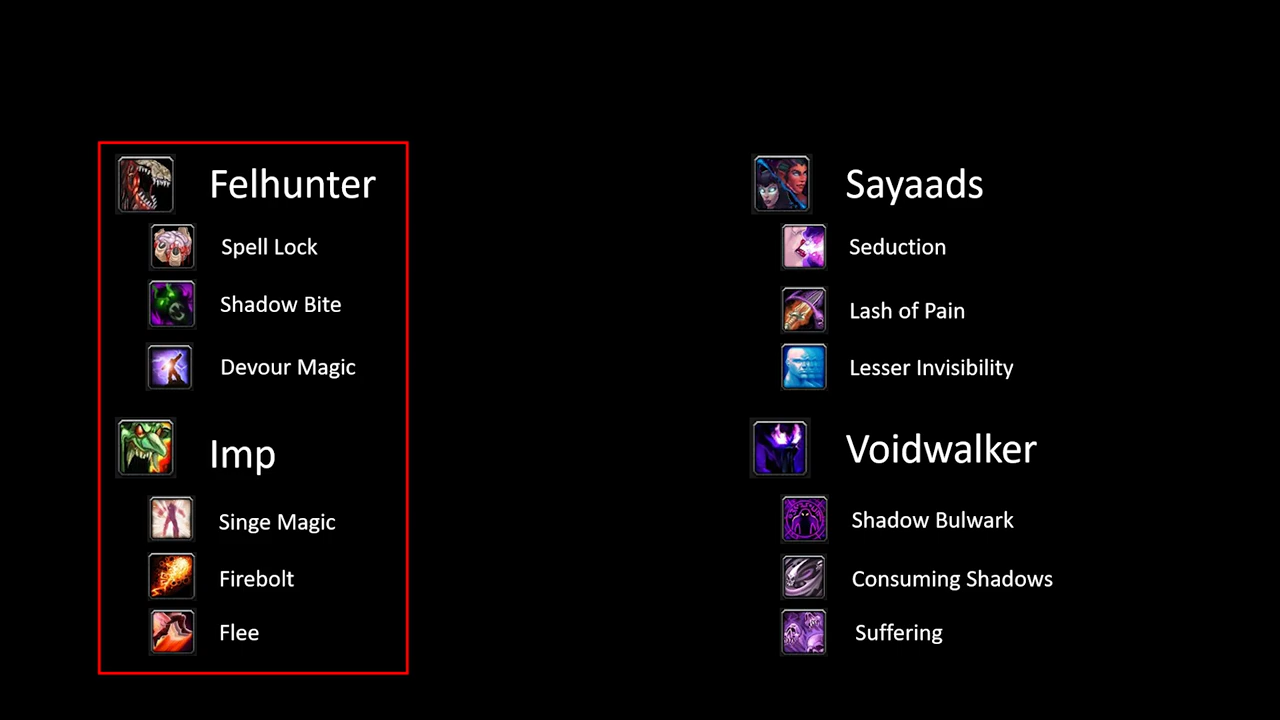 Felhunter
Spell Lock
Shadow Bite
Devour Magic
Imp
Singe Magic
Firebolt
Flee
Sayaads
Seduction
Lash of Pain
Lesser Invisibility
Voidwalker
Shadow Bulwark
Consuming Shadows
Suffering